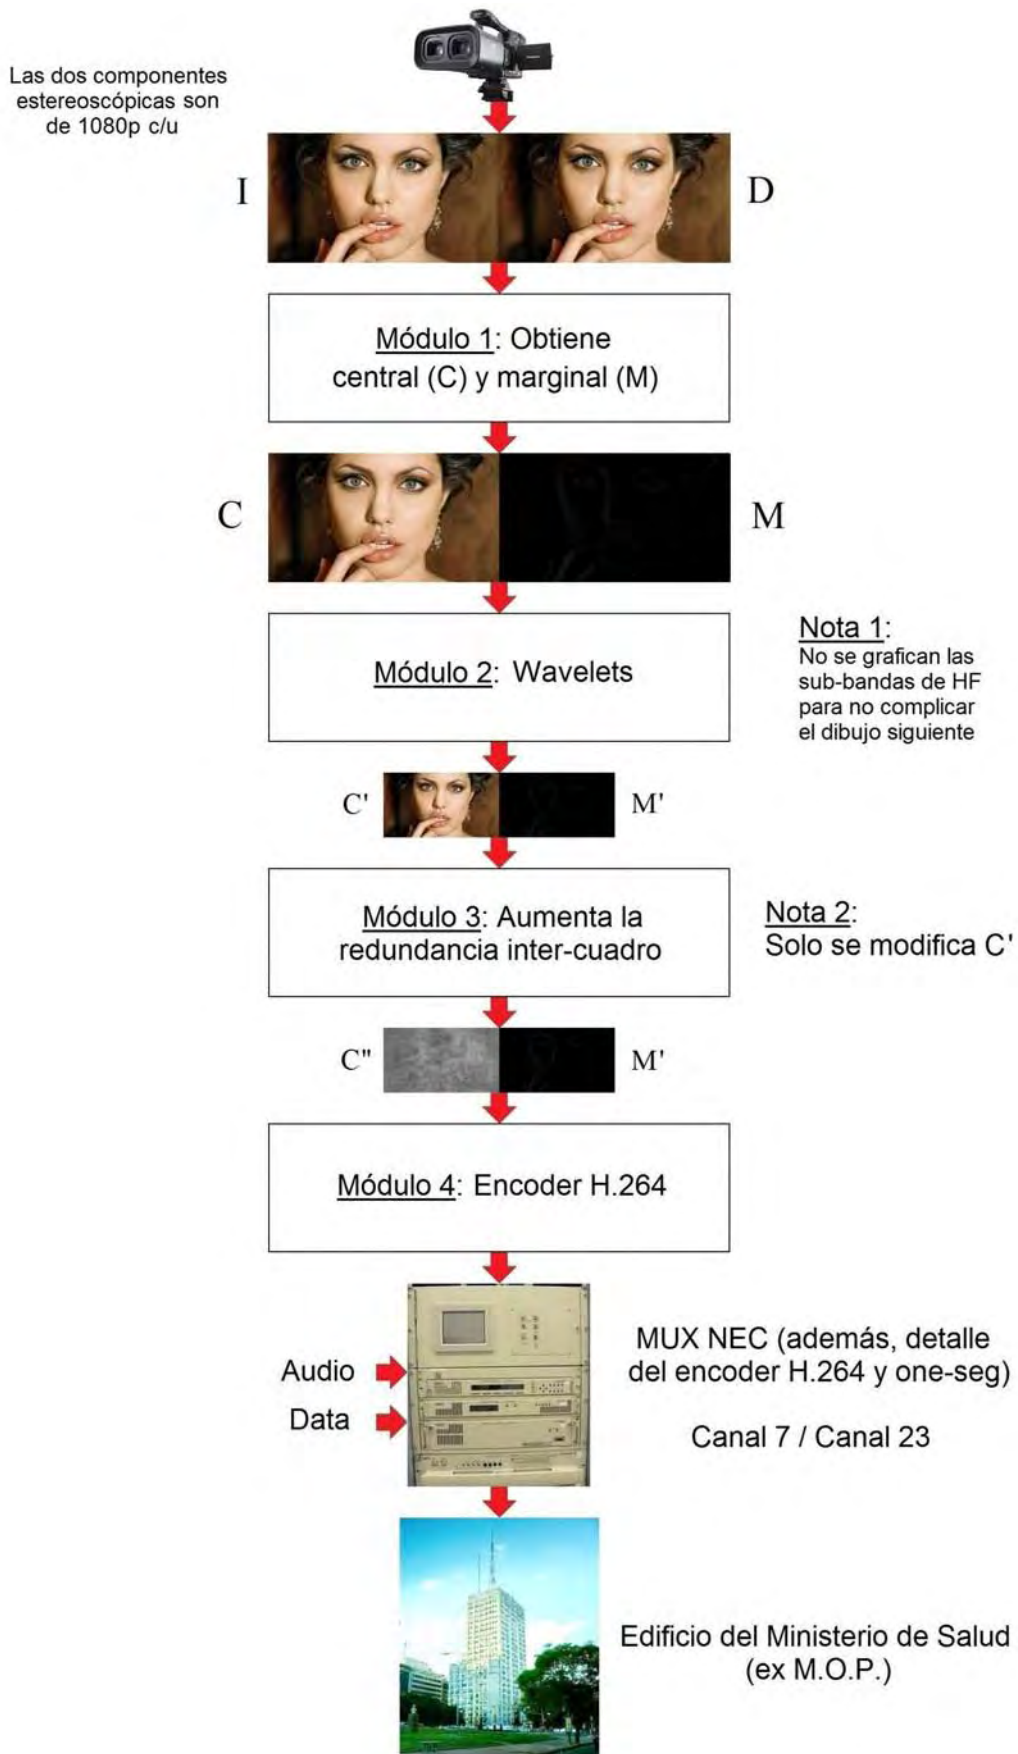 Las dos componentes
estereoscópicas son
de 1080p c/u
I
D
Módulo 1: Obtiene
central (C) y marginal (M)
C
M
Módulo 2: Wavelets
Nota 1:
No se grafican las
sub-bandas de HF
para no complicar
el dibujo siguiente
C'
M'
Módulo 3: Aumenta la
redundancia inter-cuadro
Nota 2:
Solo se modifica C'
C"
M'
Módulo 4: Encoder H.264
Audio
Data
MUX NEC (además, detalle
del encoder H.264 y one-seg)
Canal 7 / Canal 23
Edificio del Ministerio de Salud
(ex M.O.P.)